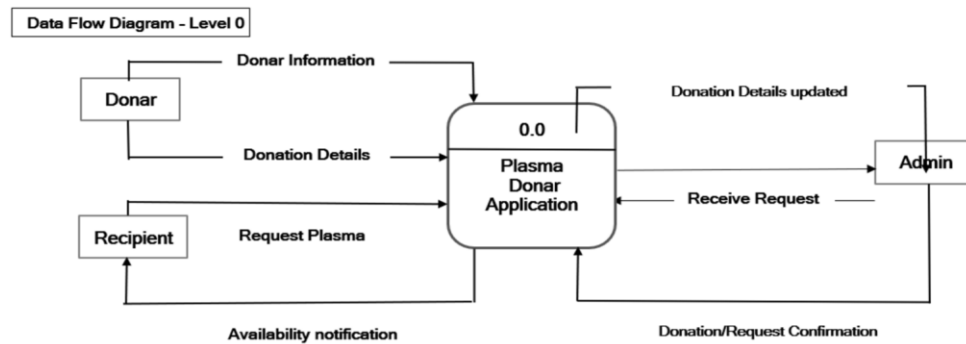 Data Flow Diagram - Level 0
Donar Information
Donar
Donation Details updated
0.0
Donation Details
Plasma
Donar
Application
Admin
Receive Request
Recipient
Request Plasma
Availability notification
Donation/Request Confirmation